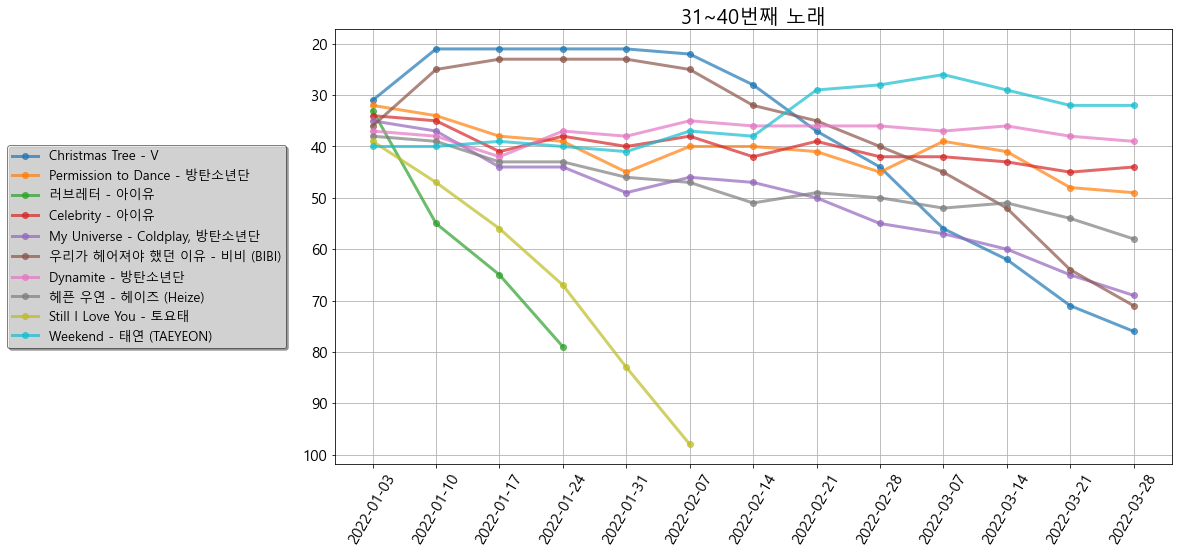 31~40번째 노래
Christmas Tree - V
Permission to Dance - 방탄소년단
러브레터 - 아이유
Celebrity - 아이유
My Universe - Coldplay, 방탄소년단
우리가 헤어져야 했던 이유 - 비비 (BIBI)
Dynamite - 방탄소년단
헤픈 우연 - 헤이즈 (Heize)
Still I Love You - 토요태
Weekend - 태연 (TAEYEON)
20
30
40
50
60
70
80
90
100
2022-01-03
2022-01-10
2022-01-17
2022-01-24
2022-01-31
2022-02-07
2022-02-14
2022-02-21
2022-02-28
2022-03-07
2022-03-14
2022-03-21
2022-03-28